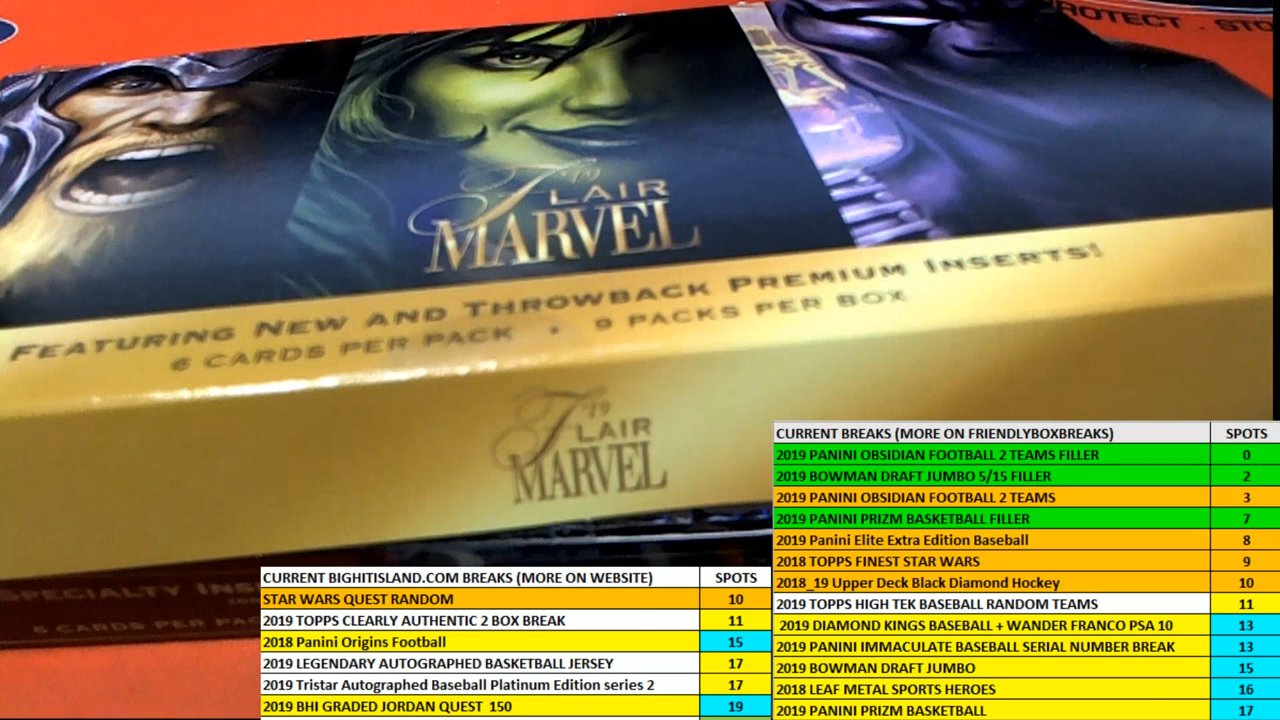 PROTECT . STO
'19
FLAIR
MARVEL
FEATURING NEW AND THROWBACK PREMIUM INSERTS!
6 CARDS PER PACK • 9 PACKS PER BOX
'19
FLAIR
MARVEL
SPECIALTY INS
6 CARDS PER PAC
CURRENT BIGHITISLAND.COM BREAKS (MORE ON WEBSITE) SPOTS
STAR WARS QUEST RANDOM 10
2019 TOPPS CLEARLY AUTHENTIC 2 BOX BREAK 11
2018 Panini Origins Football 15
2019 LEGENDARY AUTOGRAPHED BASKETBALL JERSEY 17
2019 Tristar Autographed Baseball Platinum Edition series 2 17
2019 BHI GRADED JORDAN QUEST 150 19
CURRENT BREAKS (MORE ON FRIENDLYBOXBREAKS) SPOTS
2019 PANINI OBSIDIAN FOOTBALL 2 TEAMS FILLER 0
2019 BOWMAN DRAFT JUMBO 5/15 FILLER 2
2019 PANINI OBSIDIAN FOOTBALL 2 TEAMS 3
2019 PANINI PRIZM BASKETBALL FILLER 7
2019 Panini Elite Extra Edition Baseball 8
2018 TOPPS FINEST STAR WARS 9
2018_19 Upper Deck Black Diamond Hockey 10
2019 TOPPS HIGH TEK BASEBALL RANDOM TEAMS 11
2019 DIAMOND KINGS BASEBALL + WANDER FRANCO PSA 10 13
2019 PANINI IMMACULATE BASEBALL SERIAL NUMBER BREAK 13
2019 BOWMAN DRAFT JUMBO 15
2018 LEAF METAL SPORTS HEROES 16
2019 PANINI PRIZM BASKETBALL 17